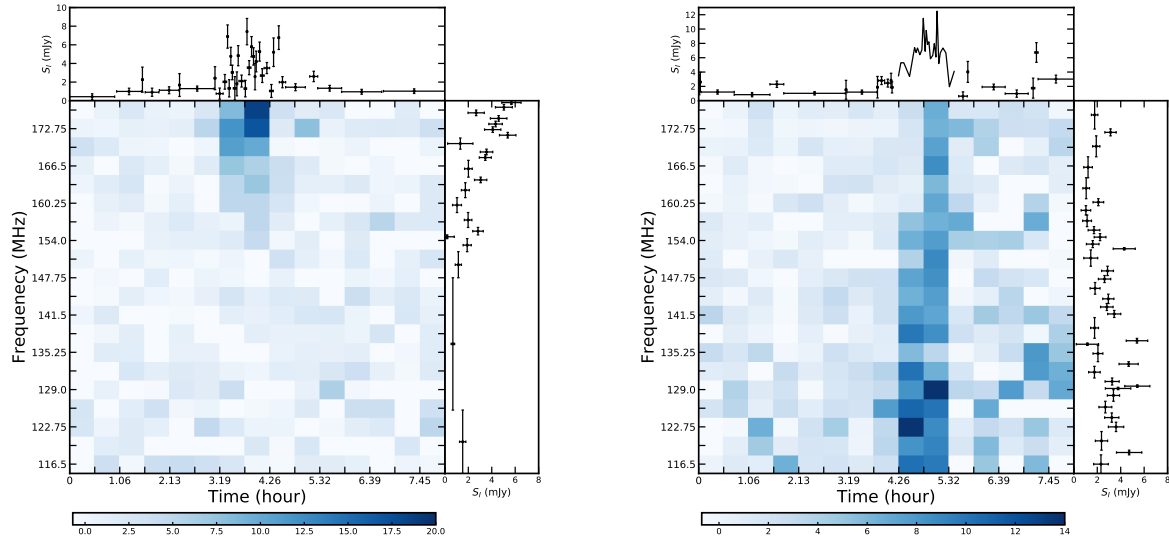 10
8
6
4
2
0
S_I (mJy)
172.75
166.5
160.25
154.0
147.75
141.5
135.25
129.0
122.75
116.5
Frequenecy (MHz)
1.06 2.13 3.19 4.26 5.32 6.39 7.45
Time (hour)
0 2 4 6 8
S_I (mJy)
0.0 2.5 5.0 7.5 10.0 12.5 15.0 17.5 20.0
12
10
8
6
4
2
0
S_I (mJy)
172.75
166.5
160.25
154.0
147.75
141.5
135.25
129.0
122.75
116.5
Frequenecy (MHz)
1.06 2.13 3.19 4.26 5.32 6.39 7.45
Time (hour)
0 2 4 6 8
S_I (mJy)
0 2 4 6 8 10 12 14